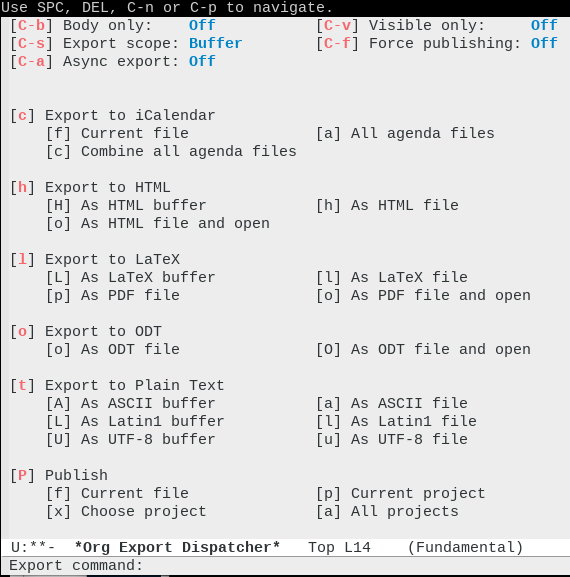 Use SPC, DEL, C-n or C-p to navigate.
[C-b] Body only:    Off           [C-v] Visible only:     Off
[C-s] Export scope: Buffer        [C-f] Force publishing: Off
[C-a] Async export: Off
[c] Export to iCalendar
    [f] Current file              [a] All agenda files
    [c] Combine all agenda files
[h] Export to HTML
    [H] As HTML buffer            [h] As HTML file
    [o] As HTML file and open
[l] Export to LaTeX
    [L] As LaTeX buffer           [l] As LaTeX file
    [p] As PDF file               [o] As PDF file and open
[o] Export to ODT
    [o] As ODT file               [O] As ODT file and open
[t] Export to Plain Text
    [A] As ASCII buffer           [a] As ASCII file
    [L] As Latin1 buffer          [l] As Latin1 file
    [U] As UTF-8 buffer           [u] As UTF-8 file
[P] Publish
    [f] Current file              [p] Current project
    [x] Choose project            [a] All projects
U:**-  *Org Export Dispatcher*   Top L14    (Fundamental)
Export command: